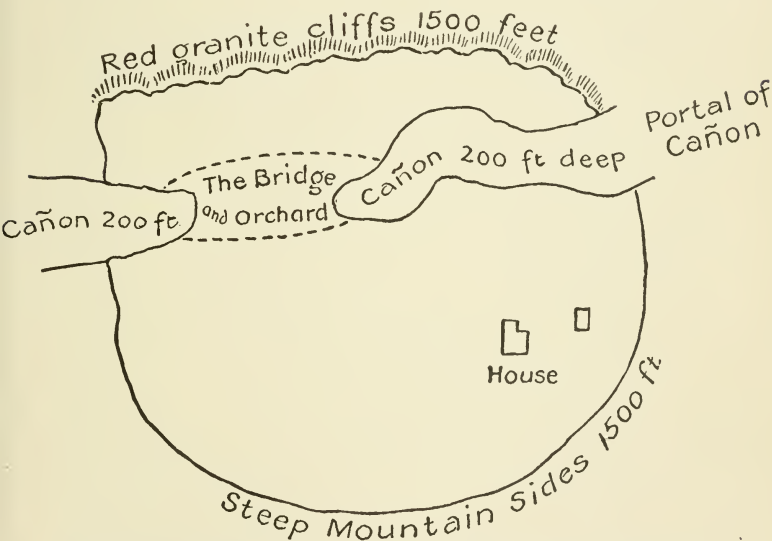 Red granite cliffs 1500 feet
Portal of
Cañon
Cañon 200 ft deep
The Bridge
and Orchard
Cañon 200 ft.
House
Steep Mountain Sides 1500 ft.